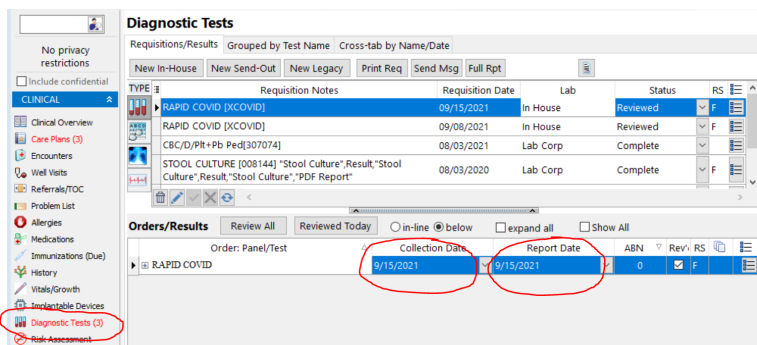 Diagnostic Tests
No privacy
restrictions
Include confidential
CLINICAL
Clinical Overview
Care Plans (3)
Encounters
Well Visits
Referrals/TOC
Problem List
Allergies
Medications
Immunizations (Due)
History
Vitals/Growth
Implantable Devices
Diagnostic Tests (3)
Risk Assessment
Requisitions/Results Grouped by Test Name Cross-tab by Name/Date
New In-House New Send-Out New Legacy Print Req Send Msg Full Rpt
TYPE Requisition Notes Requisition Date Lab Status RS
RAPID COVID [XCOVID] 09/15/2021 In House Reviewed F
RAPID COVID [XCOVID] 09/08/2021 In House Reviewed F
CBC/D/Plt+Pb Ped[307074] 08/03/2021 Lab Corp Complete
STOOL CULTURE [008144] "Stool Culture",Result,"Stool
Culture",Result,"Stool Culture","PDF Report" 08/03/2020 Lab Corp Complete F
Orders/Results Review All Reviewed Today in-line below expand all Show All
Order: Panel/Test Collection Date Report Date ABN Rev' RS
RAPID COVID 9/15/2021 9/15/2021 0 F